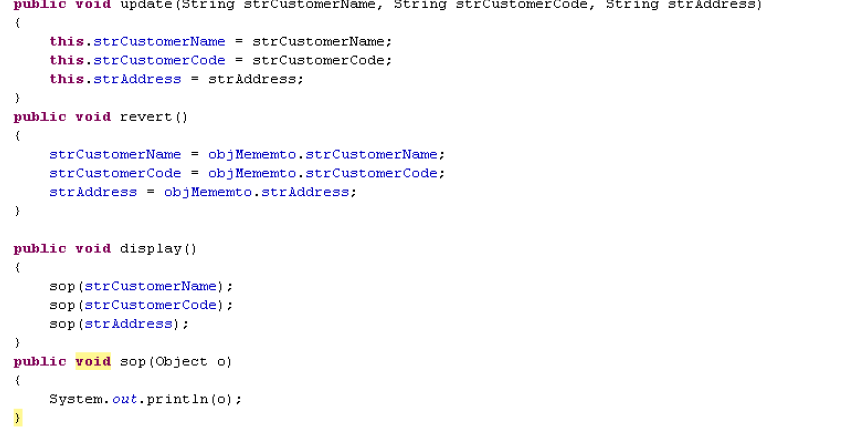 public void update(String strCustomerName, String strCustomerCode, String strAddress)
{
this.strCustomerName = strCustomerName;
this.strCustomerCode = strCustomerCode;
this.strAddress = strAddress;
}
public void revert()
{
strCustomerName = objMememto.strCustomerName;
strCustomerCode = objMememto.strCustomerCode;
strAddress = objMememto.strAddress;
}
public void display()
{
sop(strCustomerName);
sop(strCustomerCode);
sop(strAddress);
}
public void sop(Object o)
{
System.out.println(o);
}